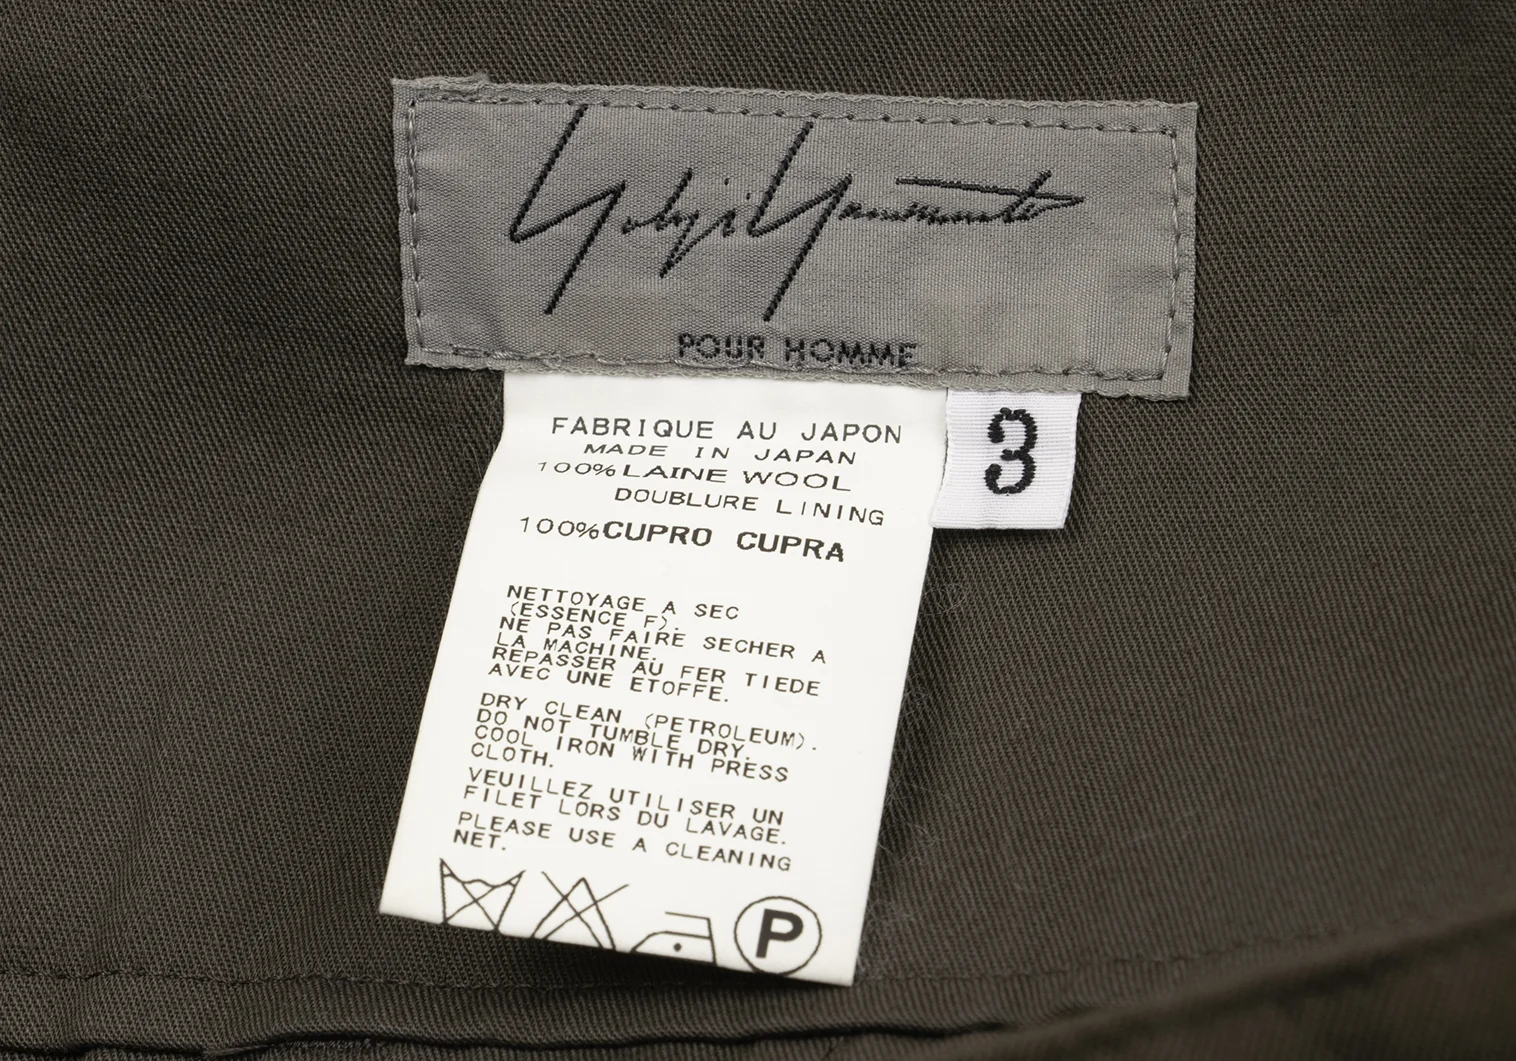 Yohji Yamamoto
POUR HOMME
3
FABRIQUE AU JAPON
MADE IN JAPAN
100%LAINE WOOL
DOUBLURE LINING
100%CUPRO CUPRA
NETTOYAGE A SEC
(ESSENCE F).
NE PAS FAIRE SECHER A
LA MACHINE.
REPASSER AU FER TIEDE
AVEC UNE ETOFFE.
DRY CLEAN (PETROLEUM).
DO NOT TUMBLE DRY.
COOL IRON WITH PRESS
CLOTH.
VEUILLEZ UTILISER UN
FILET LORS DU LAVAGE.
PLEASE USE A CLEANING
NET.
P